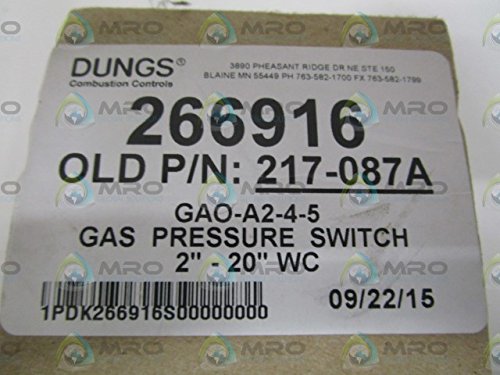 DUNGS®
Combustion Controls
3890 PHEASANT RIDGE DR NE STE 150
BLAINE MN 55449 PH 763-582-1700 FX 763-582-1799
266916
OLD P/N: 217-087A
GAO-A2-4-5
GAS PRESSURE SWITCH
2" - 20" WC
1PDK266916S00000000
09/22/15
MRO